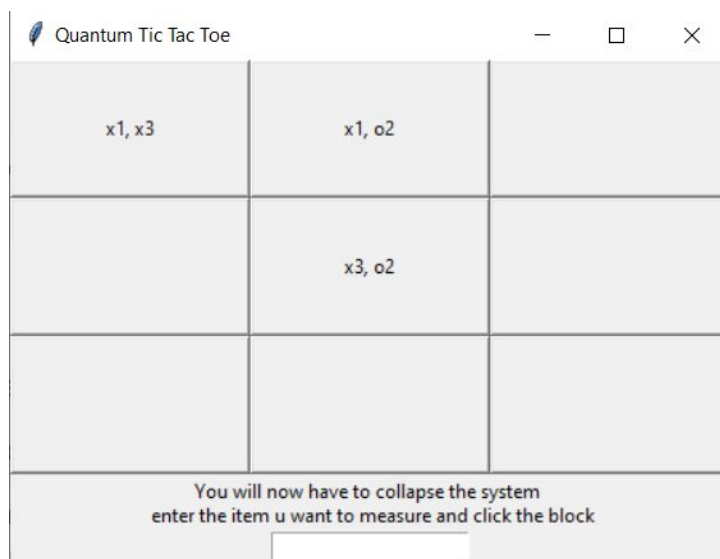 Quantum Tic Tac Toe
x1, x3
x1, o2
x3, o2
You will now have to collapse the system
enter the item u want to measure and click the block